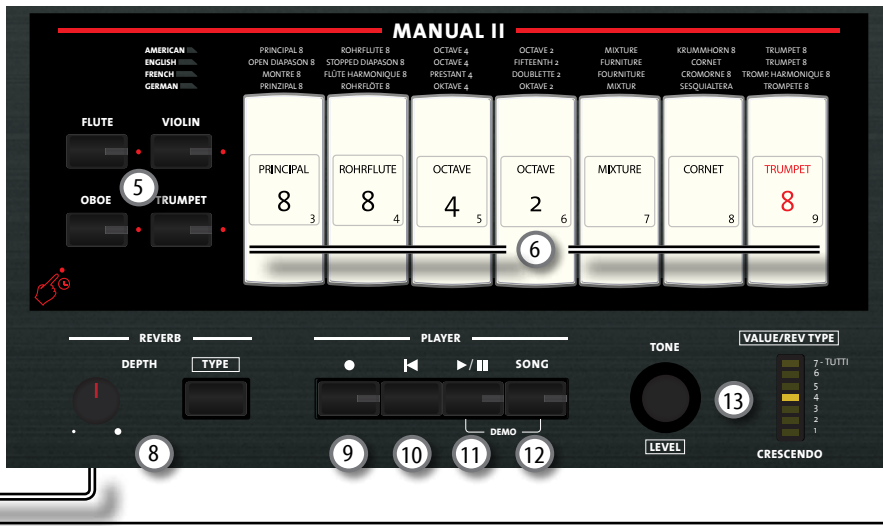 MANUAL II
AMERICAN PRINCIPAL 8 ROHRFLUTE 8 OCTAVE 4 OCTAVE 2 MIXTURE KRUMMHORN 8 TRUMPET 8
ENGLISH OPEN DIAPASON 8 STOPPED DIAPASON 8 OCTAVE 4 FIFTEENTH 2 FURNITURE CORNET TRUMPET 8
FRENCH MONTRE 8 FLÛTE HARMONIQUE 8 PRESTANT 4 DOUBLETTE 2 FOURNITURE CROMORNE 8 TROMP. HARMONIQUE 8
GERMAN PRINZIPAL 8 ROHRFLÖTE 8 OKTAVE 4 OKTAVE 2 MIXTUR SESQUIALTERA TROMPETE 8
FLUTE VIOLIN
5
OBOE TRUMPET
PRINCIPAL ROHRFLUTE OCTAVE OCTAVE MIXTURE CORNET TRUMPET
8 8 4 2 8
3 4 5 6 7 8 9
6
REVERB PLAYER
DEPTH TYPE
▶/❚❚ SONG
DEMO
TONE
LEVEL
VALUE/REV TYPE
7 - TUTTI
6
5
4
3
2
1
CRESCENDO
8 9 10 11 12 13